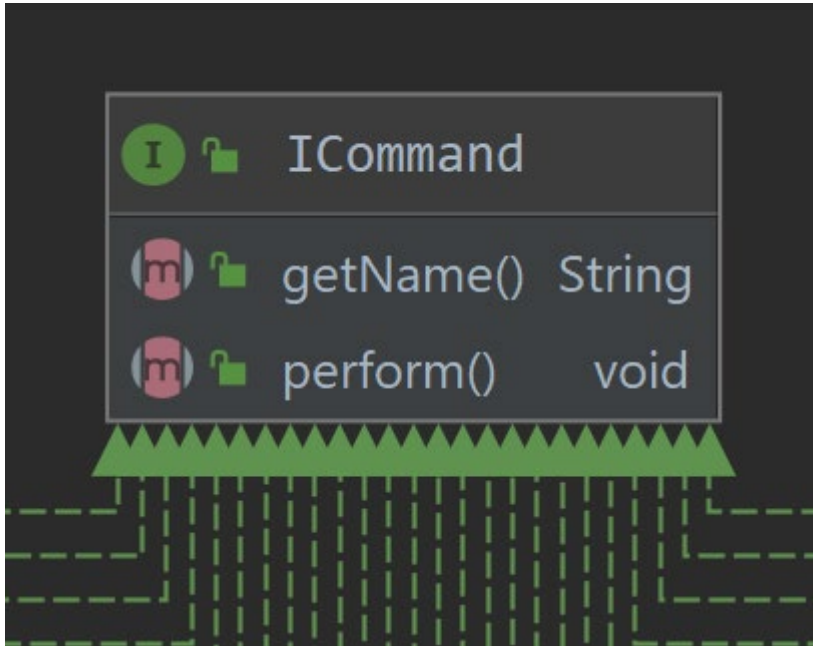 I ICommand
m getName() String
m perform() void